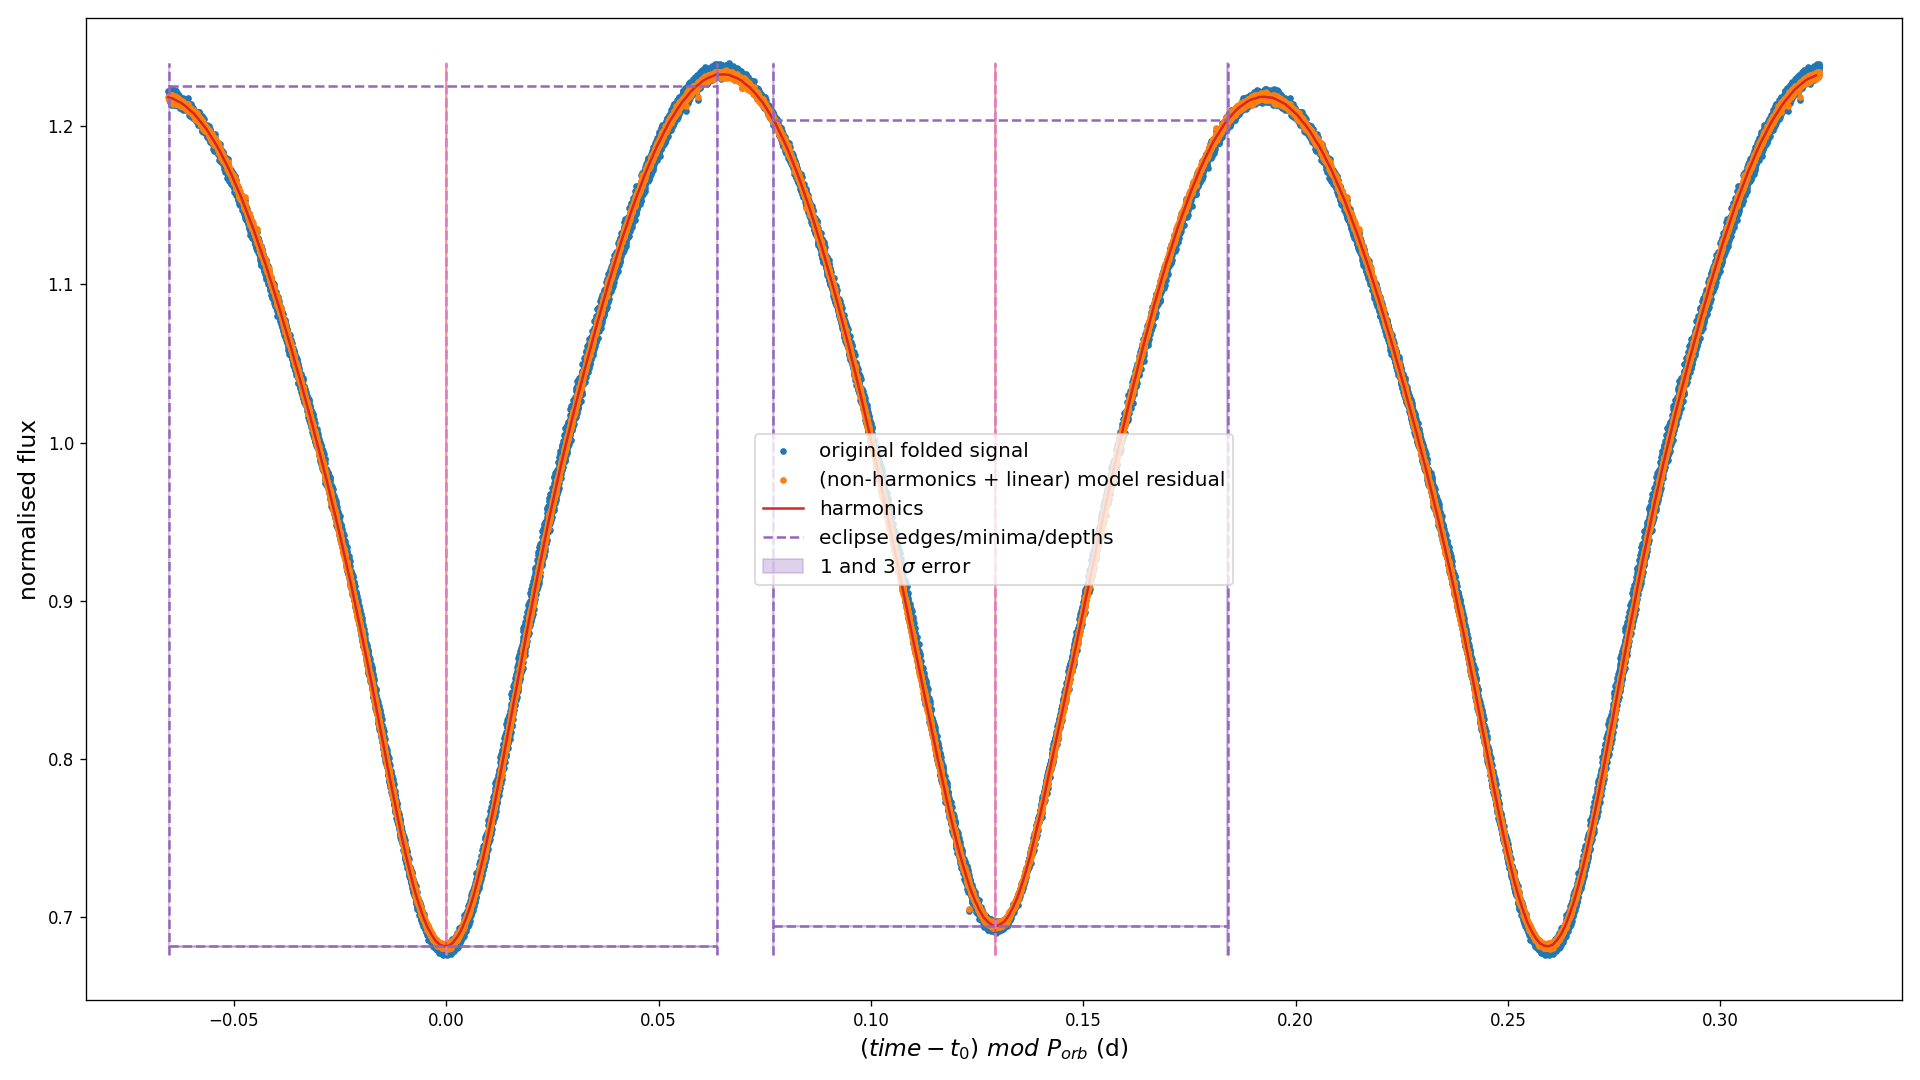 normalised flux
1.2
1.1
1.0
0.9
0.8
0.7
original folded signal
(non-harmonics + linear) model residual
harmonics
eclipse edges/minima/depths
1 and 3 σ error
−0.05 0.00 0.05 0.10 0.15 0.20 0.25 0.30
(time − t₀) mod Pₒᵣb (d)